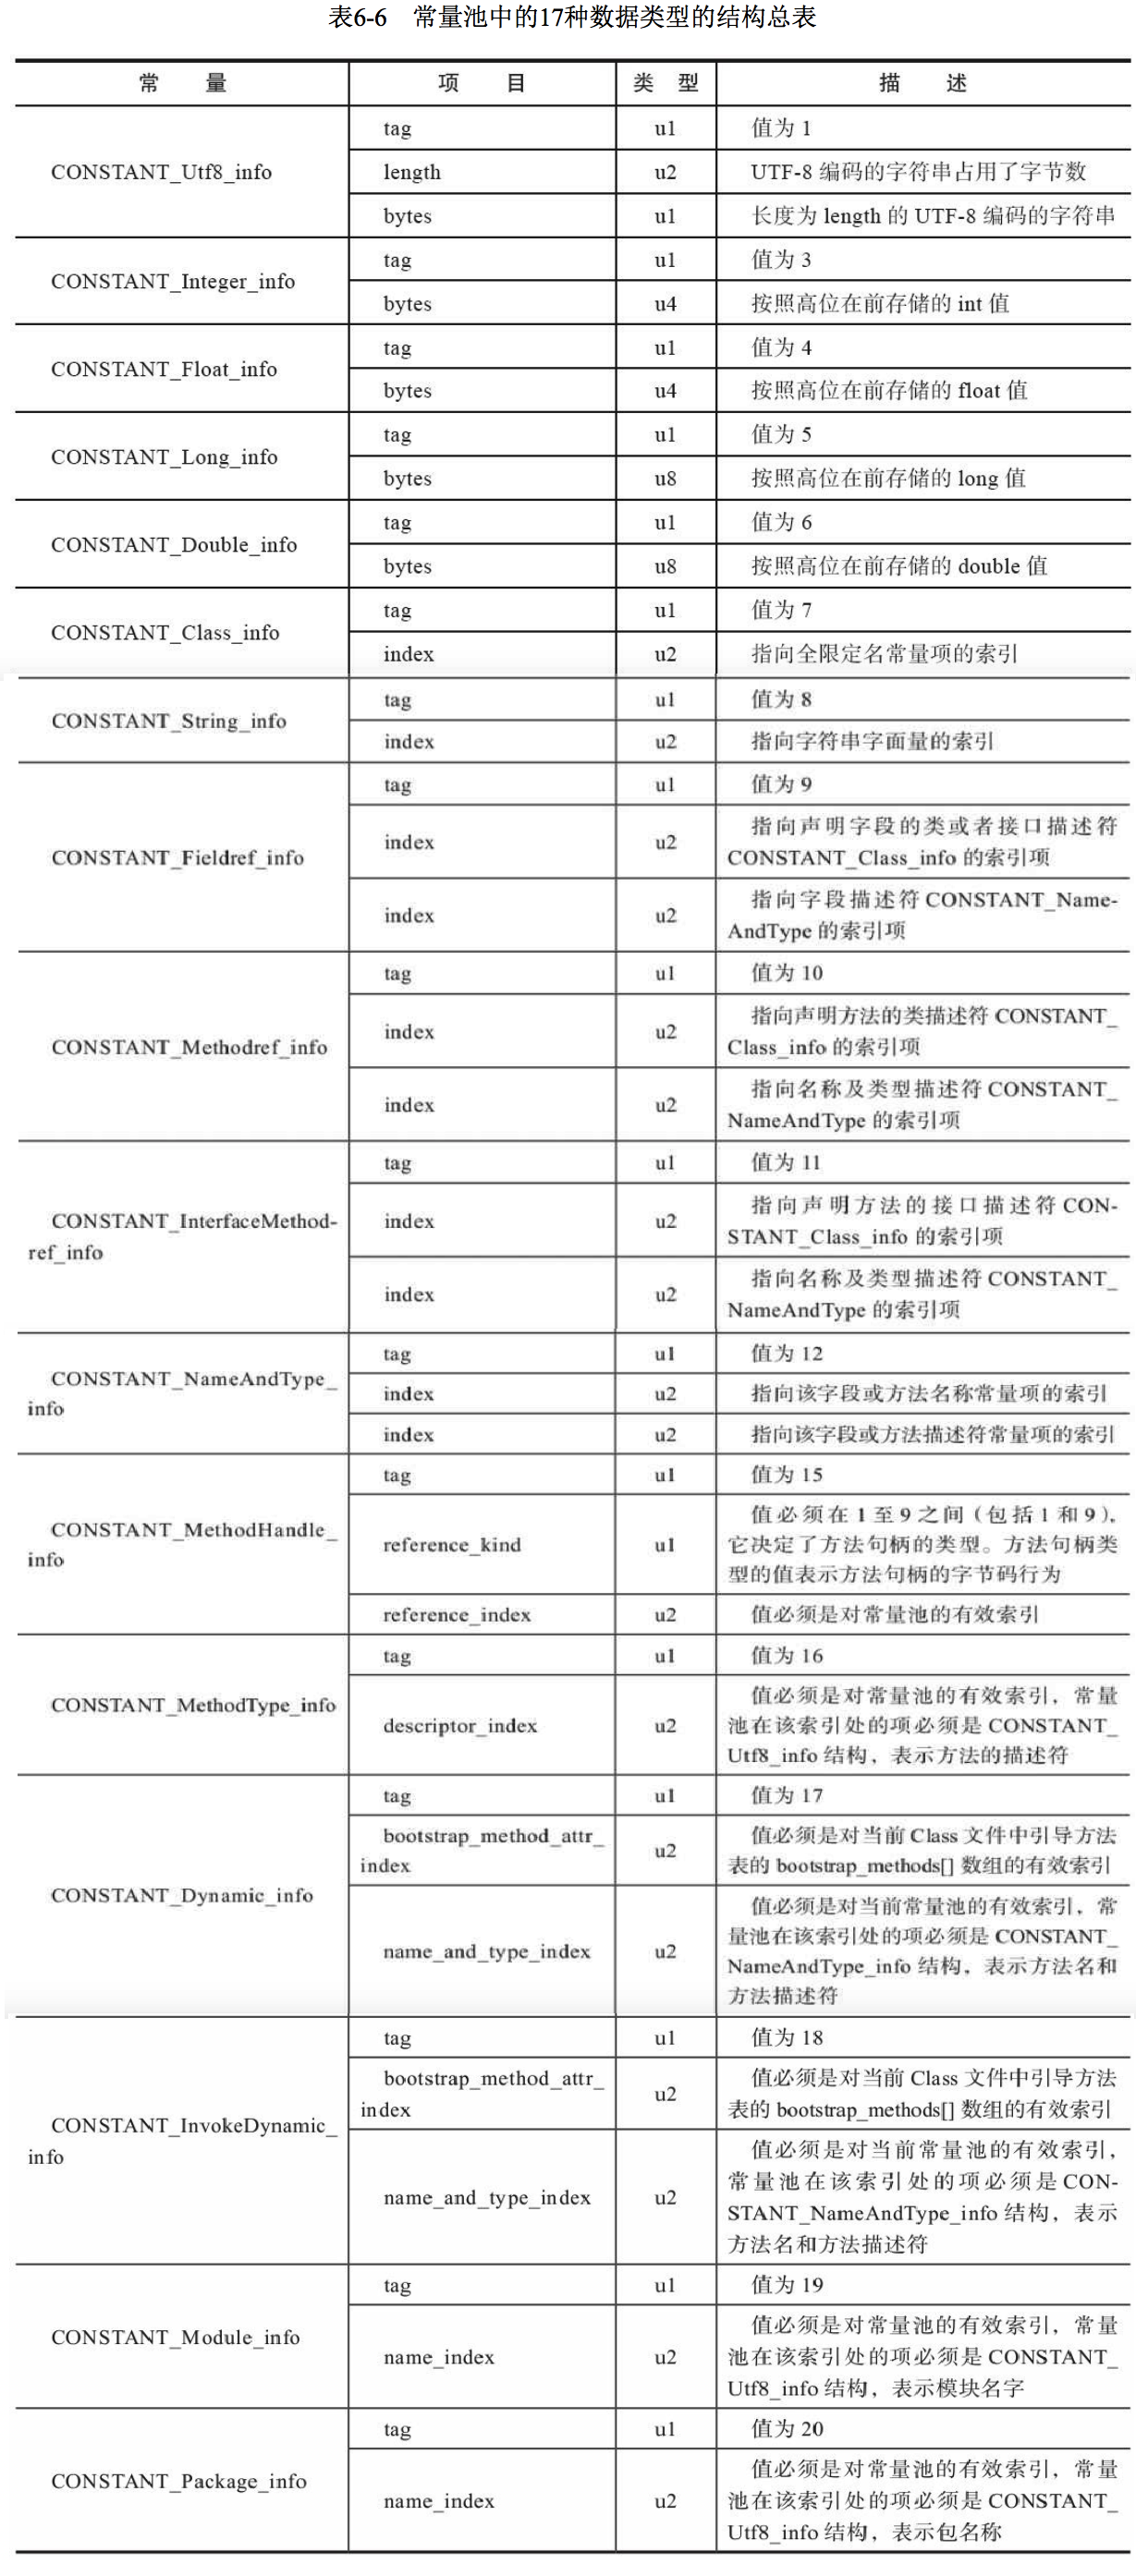 表6-6 常量池中的17种数据类型的结构总表
常 量 项 目 类 型 描 述
CONSTANT_Utf8_info
tag u1 值为 1
length u2 UTF-8 编码的字符串占用了字节数
bytes u1 长度为 length 的 UTF-8 编码的字符串
CONSTANT_Integer_info
tag u1 值为 3
bytes u4 按照高位在前存储的 int 值
CONSTANT_Float_info
tag u1 值为 4
bytes u4 按照高位在前存储的 float 值
CONSTANT_Long_info
tag u1 值为 5
bytes u8 按照高位在前存储的 long 值
CONSTANT_Double_info
tag u1 值为 6
bytes u8 按照高位在前存储的 double 值
CONSTANT_Class_info
tag u1 值为 7
index u2 指向全限定名常量项的索引
CONSTANT_String_info
tag u1 值为 8
index u2 指向字符串字面量的索引
CONSTANT_Fieldref_info
tag u1 值为 9
index u2 指向声明字段的类或者接口描述符
CONSTANT_Class_info 的索引项
index u2 指向字段描述符 CONSTANT_Name-
AndType 的索引项
CONSTANT_Methodref_info
tag u1 值为 10
index u2 指向声明方法的类描述符 CONSTANT_
Class_info 的索引项
index u2 指向名称及类型描述符 CONSTANT_
NameAndType 的索引项
CONSTANT_InterfaceMethod-
ref_info
tag u1 值为 11
index u2 指向声明方法的接口描述符 CON-
STANT_Class_info 的索引项
index u2 指向名称及类型描述符 CONSTANT_
NameAndType 的索引项
CONSTANT_NameAndType_
info
tag u1 值为 12
index u2 指向该字段或方法名称常量项的索引
index u2 指向该字段或方法描述符常量项的索引
CONSTANT_MethodHandle_
info
tag u1 值为 15
reference_kind u1 值必须在 1 至 9 之间（包括 1 和 9），
它决定了方法句柄的类型。方法句柄类
型的值表示方法句柄的字节码行为
reference_index u2 值必须是对常量池的有效索引
CONSTANT_MethodType_info
tag u1 值为 16
descriptor_index u2 值必须是对常量池的有效索引，常量
池在该索引处的项必须是 CONSTANT_
Utf8_info 结构，表示方法的描述符
CONSTANT_Dynamic_info
tag u1 值为 17
bootstrap_method_attr_
index u2 值必须是对当前 Class 文件中引导方法
表的 bootstrap_methods[] 数组的有效索引
name_and_type_index u2 值必须是对当前常量池的有效索引，常
量池在该索引处的项必须是 CONSTANT_
NameAndType_info 结构，表示方法名和
方法描述符
CONSTANT_InvokeDynamic_
info
tag u1 值为 18
bootstrap_method_attr_
index u2 值必须是对当前 Class 文件中引导方法
表的 bootstrap_methods[] 数组的有效索引
name_and_type_index u2 值必须是对当前常量池的有效索引，
常量池在该索引处的项必须是 CON-
STANT_NameAndType_info 结构，表示
方法名和方法描述符
CONSTANT_Module_info
tag u1 值为 19
name_index u2 值必须是对常量池的有效索引，常量
池在该索引处的项必须是 CONSTANT_
Utf8_info 结构，表示模块名字
CONSTANT_Package_info
tag u1 值为 20
name_index u2 值必须是对常量池的有效索引，常量
池在该索引处的项必须是 CONSTANT_
Utf8_info 结构，表示包名称